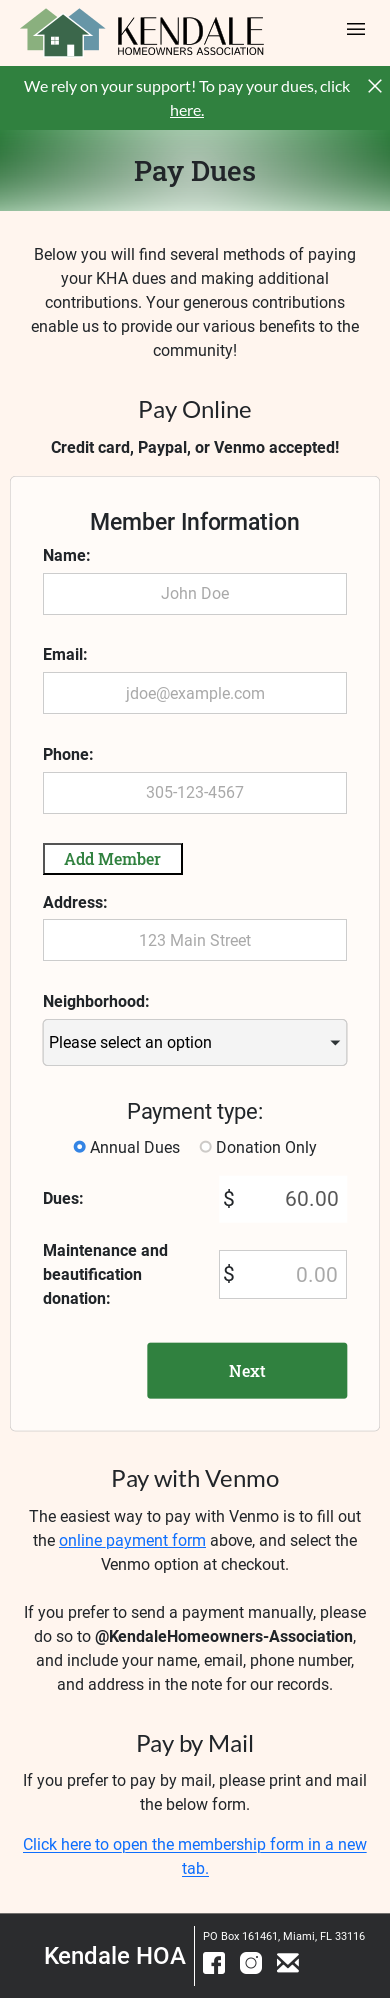 KENDALE
HOMEOWNERS ASSOCIATION
We rely on your support! To pay your dues, click
here.
Pay Dues
Below you will find several methods of paying
your KHA dues and making additional
contributions. Your generous contributions
enable us to provide our various benefits to the
community!
Pay Online
Credit card, Paypal, or Venmo accepted!
Member Information
Name:
John Doe
Email:
jdoe@example.com
Phone:
305-123-4567
Add Member
Address:
123 Main Street
Neighborhood:
Please select an option
Payment type:
Annual Dues Donation Only
Dues: $ 60.00
Maintenance and
beautification
donation:
$ 0.00
Next
Pay with Venmo
The easiest way to pay with Venmo is to fill out
the online payment form above, and select the
Venmo option at checkout.
If you prefer to send a payment manually, please
do so to @KendaleHomeowners-Association,
and include your name, email, phone number,
and address in the note for our records.
Pay by Mail
If you prefer to pay by mail, please print and mail
the below form.
Click here to open the membership form in a new
tab.
Kendale HOA
PO Box 161461, Miami, FL 33116